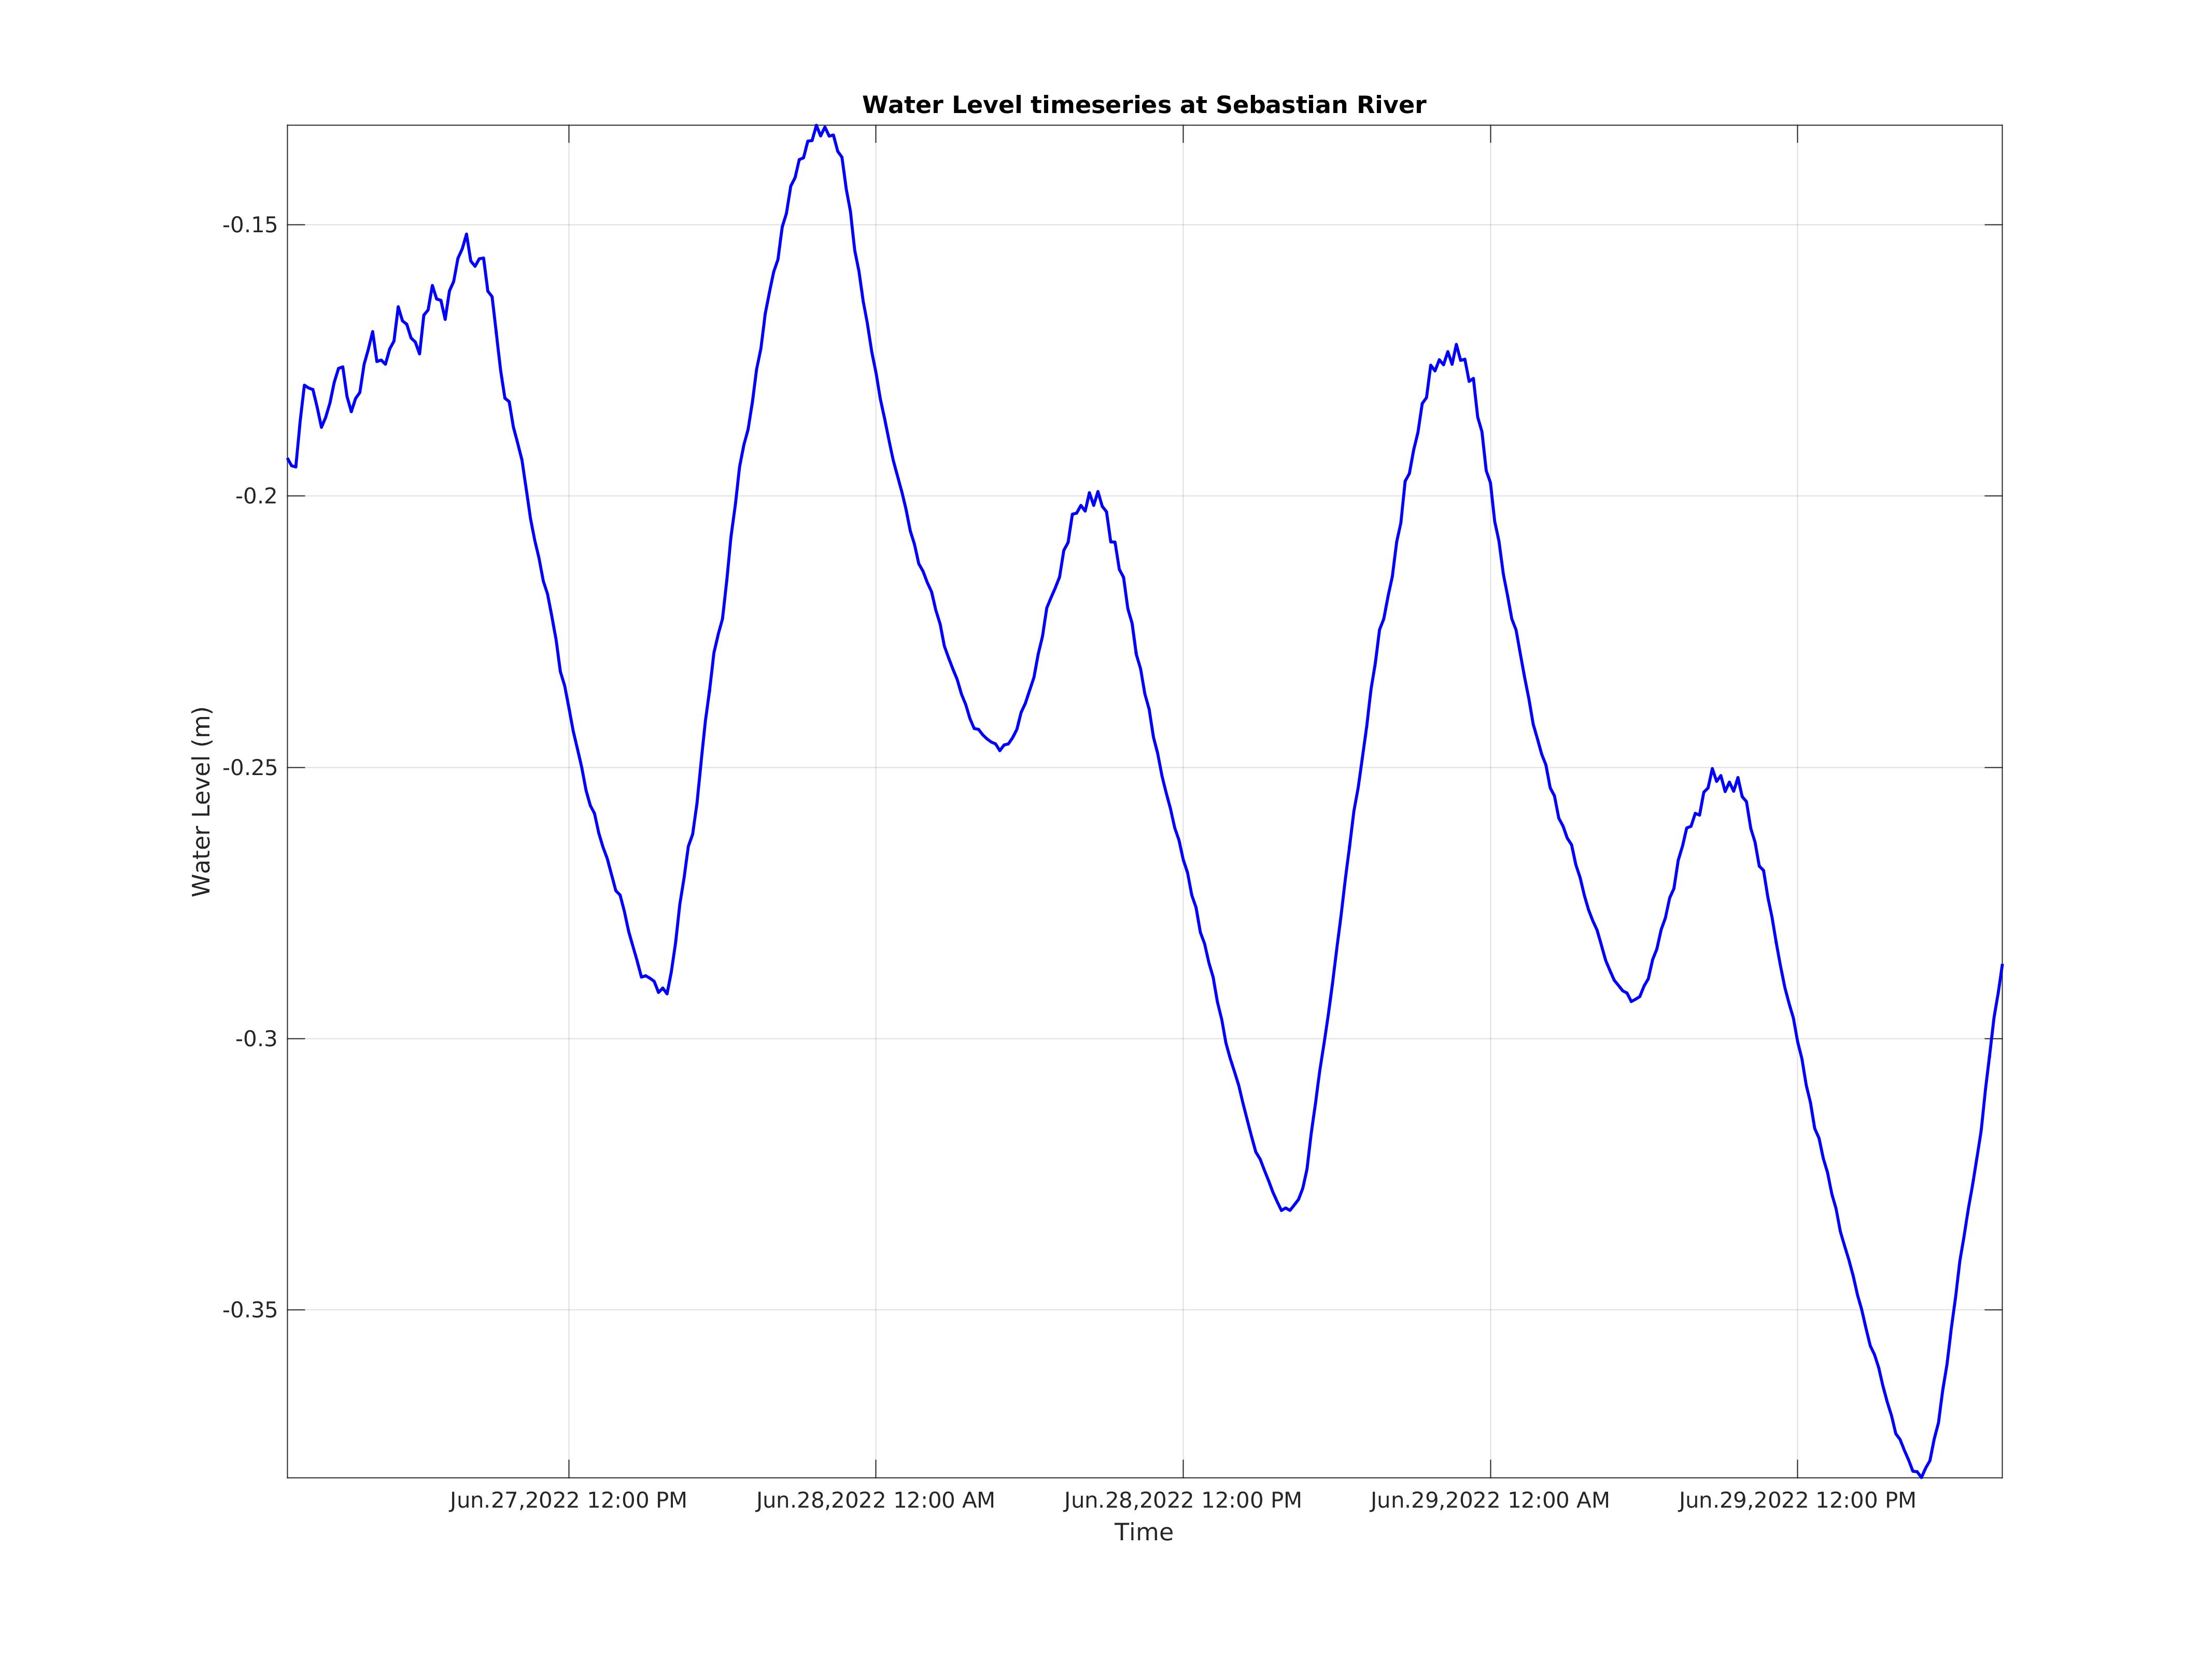 Water Level timeseries at Sebastian River
-0.15
-0.2
-0.25
-0.3
-0.35
Water Level (m)
Jun.27,2022 12:00 PM
Jun.28,2022 12:00 AM
Jun.28,2022 12:00 PM
Jun.29,2022 12:00 AM
Jun.29,2022 12:00 PM
Time